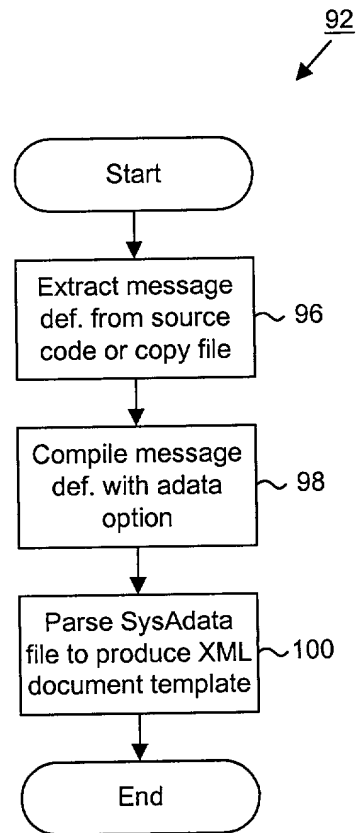 92
Start
Extract message
def. from source
code or copy file
96
Compile message
def. with adata
option
98
Parse SysAdata
file to produce XML
document template
100
End